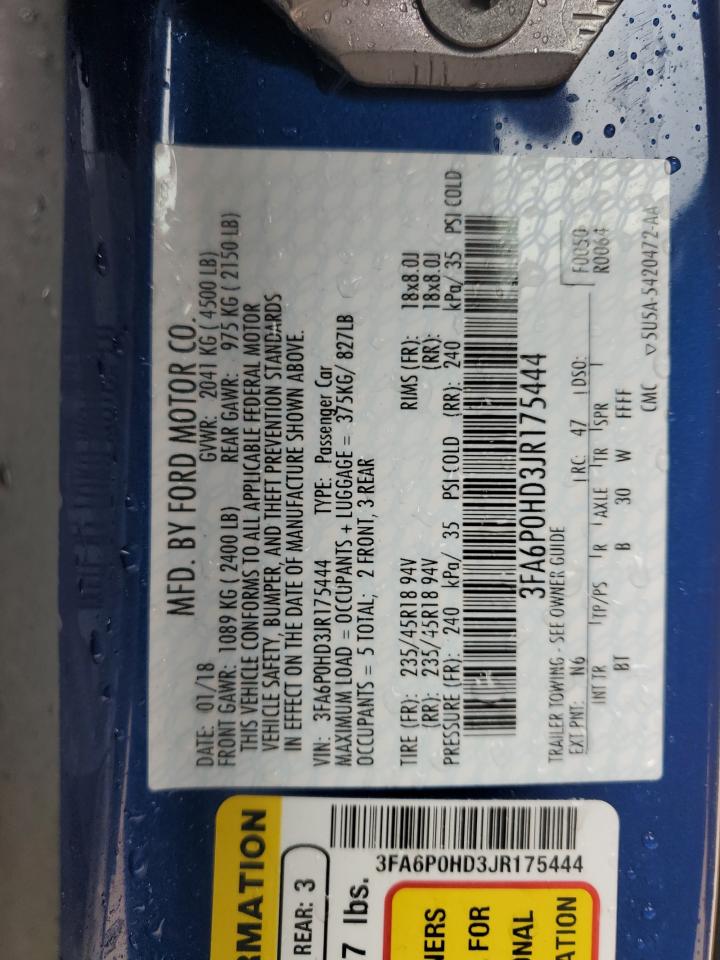 MFD. BY FORD MOTOR CO.
DATE: 01/18 GVWR: 2041 KG ( 4500 LB)
FRONT GAWR: 1089 KG ( 2400 LB) REAR GAWR: 975 KG ( 2150 LB)
THIS VEHICLE CONFORMS TO ALL APPLICABLE FEDERAL MOTOR
VEHICLE SAFETY, BUMPER, AND THEFT PREVENTION STANDARDS
IN EFFECT ON THE DATE OF MANUFACTURE SHOWN ABOVE.
VIN: 3FA6P0HD3JR175444 TYPE: Passenger Car
MAXIMUM LOAD = OCCUPANTS + LUGGAGE = 375KG/ 827LB
OCCUPANTS = 5 TOTAL; 2 FRONT, 3 REAR
TIRE (FR): 235/45R18 94V RIMS (FR): 18x8.0J
(RR): 235/45R18 94V (RR): 18x8.0J
PRESSURE (FR): 240 kPa/ 35 PSI COLD (RR): 240 kPa/ 35 PSI COLD
3FA6P0HD3JR175444
TRAILER TOWING - SEE OWNER GUIDE F0050
EXT PNT: N6 RC: 47 DSO: R0064
INT TR TP/PS R AXLE TR SPR
BT B 30 W FFFF
CMC 5U5A-5420472-AA
RMATION
REAR: 3
7 lbs.
3FA6P0HD3JR175444
NERS
FOR
ONAL
ATION